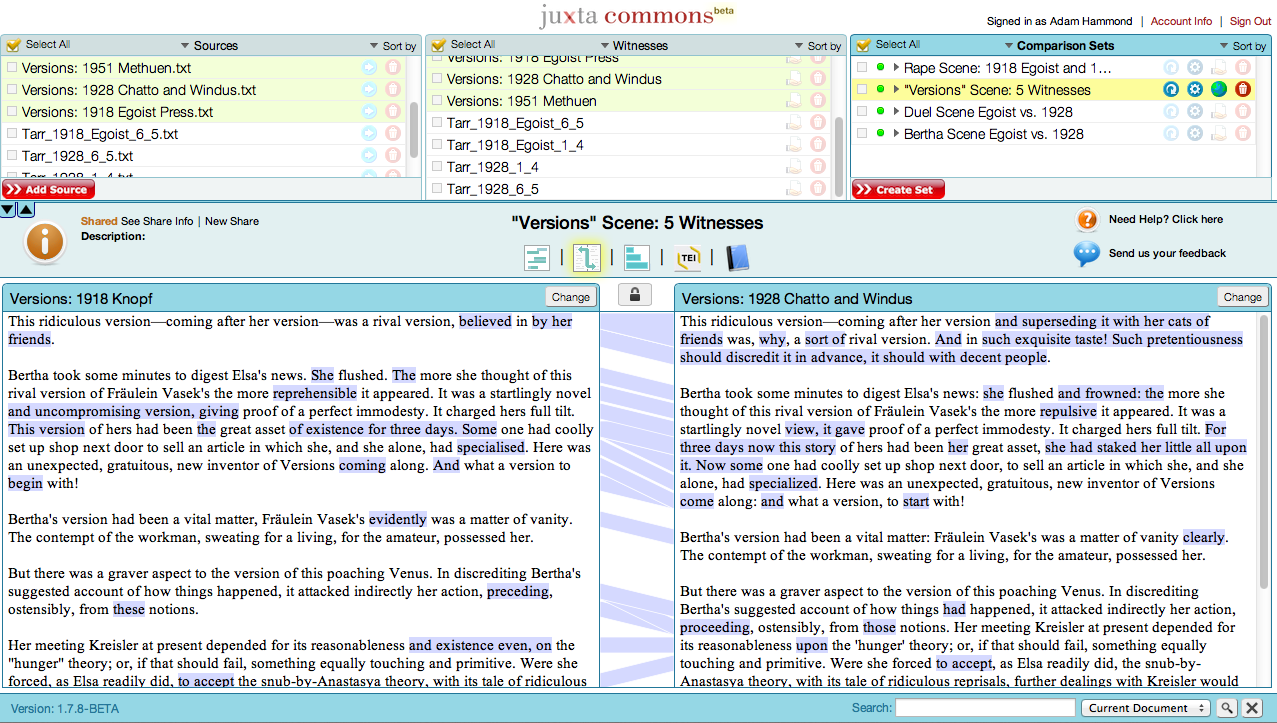 juxta commons beta
Signed in as Adam Hammond | Account Info | Sign Out
Select All Sources Sort by
Versions: 1951 Methuen.txt
Versions: 1928 Chatto and Windus.txt
Versions: 1918 Egoist Press.txt
Tarr_1918_Egoist_6_5.txt
Tarr_1928_6_5.txt
Tarr_1928_1_4.txt
Add Source
Select All Witnesses Sort by
Versions: 1918 Egoist Press
Versions: 1928 Chatto and Windus
Versions: 1951 Methuen
Tarr_1918_Egoist_6_5
Tarr_1918_Egoist_1_4
Tarr_1928_1_4
Tarr_1928_6_5
Select All Comparison Sets Sort by
Rape Scene: 1918 Egoist and 1...
"Versions" Scene: 5 Witnesses
Duel Scene Egoist vs. 1928
Bertha Scene Egoist vs. 1928
Create Set
Shared See Share Info | New Share
Description:
"Versions" Scene: 5 Witnesses
TEI
Need Help? Click here
Send us your feedback
Versions: 1918 Knopf
Change
This ridiculous version—coming after her version—was a rival version, believed in by her
friends.
Bertha took some minutes to digest Elsa's news. She flushed. The more she thought of this
rival version of Fräulein Vasek's the more reprehensible it appeared. It was a startlingly novel
and uncompromising version, giving proof of a perfect immodesty. It charged hers full tilt.
This version of hers had been the great asset of existence for three days. Some one had coolly
set up shop next door to sell an article in which she, and she alone, had specialised. Here was
an unexpected, gratuitous, new inventor of Versions coming along. And what a version to
begin with!
Bertha's version had been a vital matter, Fräulein Vasek's evidently was a matter of vanity.
The contempt of the workman, sweating for a living, for the amateur, possessed her.
But there was a graver aspect to the version of this poaching Venus. In discrediting Bertha's
suggested account of how things happened, it attacked indirectly her action, preceding,
ostensibly, from these notions.
Her meeting Kreisler at present depended for its reasonableness and existence even, on the
"hunger" theory; or, if that should fail, something equally touching and primitive. Were she
forced, as Elsa readily did, to accept the snub-by-Anastasya theory, with its tale of ridiculous
Versions: 1928 Chatto and Windus
Change
This ridiculous version—coming after her version and superseding it with her cats of
friends was, why, a sort of rival version. And in such exquisite taste! Such pretentiousness
should discredit it in advance, it should with decent people.
Bertha took some minutes to digest Elsa's news: she flushed and frowned: the more she
thought of this rival version of Fräulein Vasek's the more repulsive it appeared. It was a
startlingly novel view, it gave proof of a perfect immodesty. It charged hers full tilt. For
three days now this story of hers had been her great asset, she had staked her little all upon
it. Now some one had coolly set up shop next door, to sell an article in which she, and she
alone, had specialized. Here was an unexpected, gratuitous, new inventor of Versions
come along: and what a version, to start with!
Bertha's version had been a vital matter: Fräulein Vasek's was a matter of vanity clearly.
The contempt of the workman, sweating for a living, for the amateur, possessed her.
But there was a graver aspect to the version of this poaching Venus. In discrediting
Bertha's suggested account of how things had happened, it attacked indirectly her action,
proceeding, ostensibly, from those notions. Her meeting Kreisler at present depended for
its reasonableness upon the 'hunger' theory; or, if that should fail, something equally
touching and primitive. Were she forced to accept, as Elsa readily did, the snub-by-
Anastasya theory, with its tale of ridiculous reprisals, further dealings with Kreisler would
Version: 1.7.8-BETA
Search: Current Document